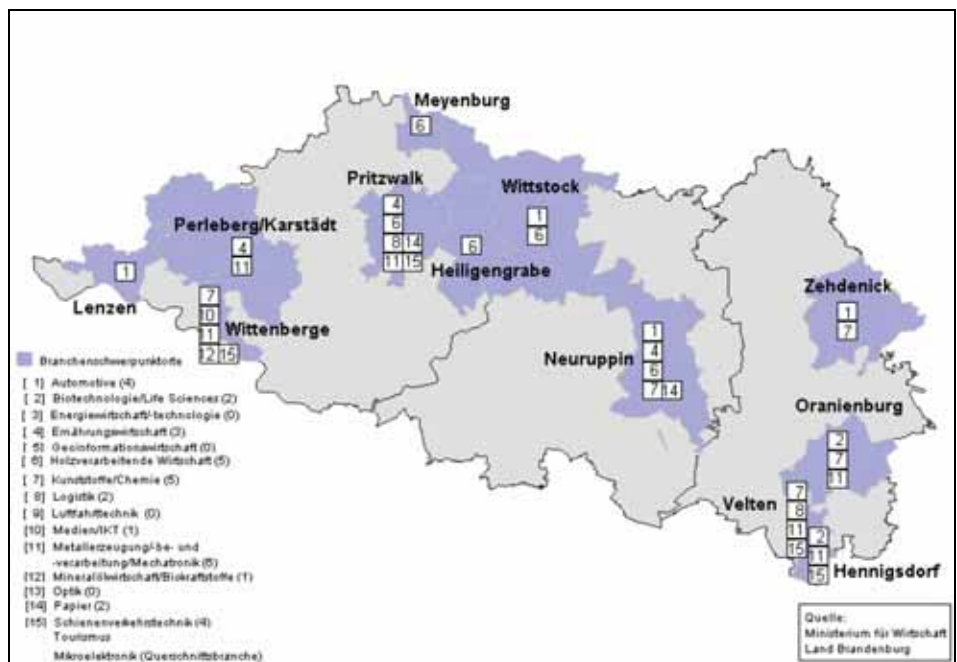 Meyenburg
6
Pritzwalk
4
6
8 14
11 15
Wittstock
1
6
Perleberg/Karstädt
4
11
6
Heiligengrabe
1
Lenzen
7
10
11
12 15
Wittenberge
Zehdenick
1
7
Neuruppin
1
4
6
7 14
Oranienburg
2
7
11
Velten
7
8
11
15
2
11
15
Hennigsdorf
Branchenschwerpunktorte
[ 1] Automotive (4)
[ 2] Biotechnologie/Life Sciences (2)
[ 3] Energiewirtschaft/-technologie (0)
[ 4] Ernährungswirtschaft (3)
[ 5] Geoinformationswirtschaft (0)
[ 6] Holzverarbeitende Wirtschaft (5)
[ 7] Kunststoffe/Chemie (5)
[ 8] Logistik (2)
[ 9] Luftfahrttechnik (0)
[10] Medien/IKT (1)
[11] Metallerzeugung/-be- und
-verarbeitung/Mechatronik (6)
[12] Mineralölwirtschaft/Biokraftstoffe (1)
[13] Optik (0)
[14] Papier (2)
[15] Schienenverkehrstechnik (4)
Tourismus
Mikroelektronik (Querschnittsbranche)
Quelle:
Ministerium für Wirtschaft
Land Brandenburg